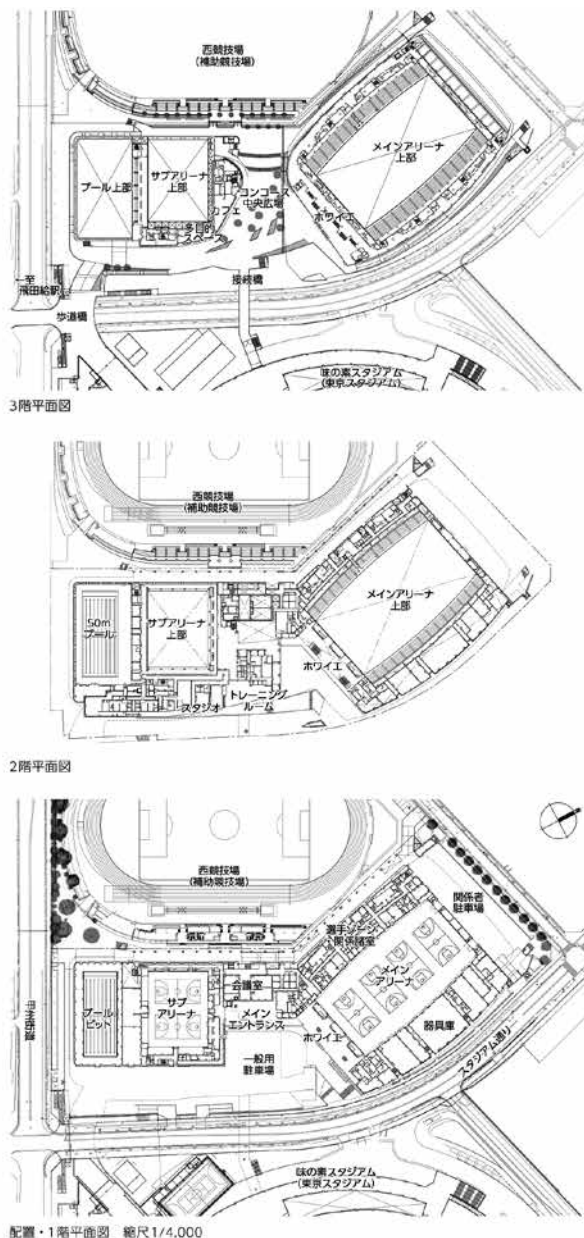 西競技場
(補助競技場)
メインアリーナ
上部
プール上部
サブアリーナ
上部
コンコース
中央広場
カフェ
多目的
スペース
ホワイエ
←至
飛田給駅
接続橋
歩道橋
味の素スタジアム
(東京スタジアム)
3階平面図
西競技場
(補助競技場)
メインアリーナ
上部
50m
プール
サブアリーナ
上部
ホワイエ
トレーニング
ルーム
スタジオ
2階平面図
西競技場
(補助競技場)
関係者
駐車場
選手ゾーン
・関係諸室
メイン
アリーナ
会議室
プール
ピット
サブ
アリーナ
メイン
エントランス
器具庫
ホワイエ
甲州街道
一般用
駐車場
スタジアム通り
味の素スタジアム
(東京スタジアム)
配置・1階平面図 縮尺1/4,000